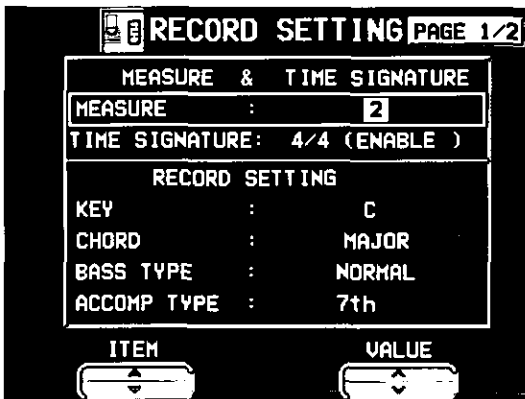 RECORD SETTING PAGE 1/2
MEASURE & TIME SIGNATURE
MEASURE : 2
TIME SIGNATURE: 4/4 (ENABLE )
RECORD SETTING
KEY : C
CHORD : MAJOR
BASS TYPE : NORMAL
ACCOMP TYPE : 7th
ITEM VALUE